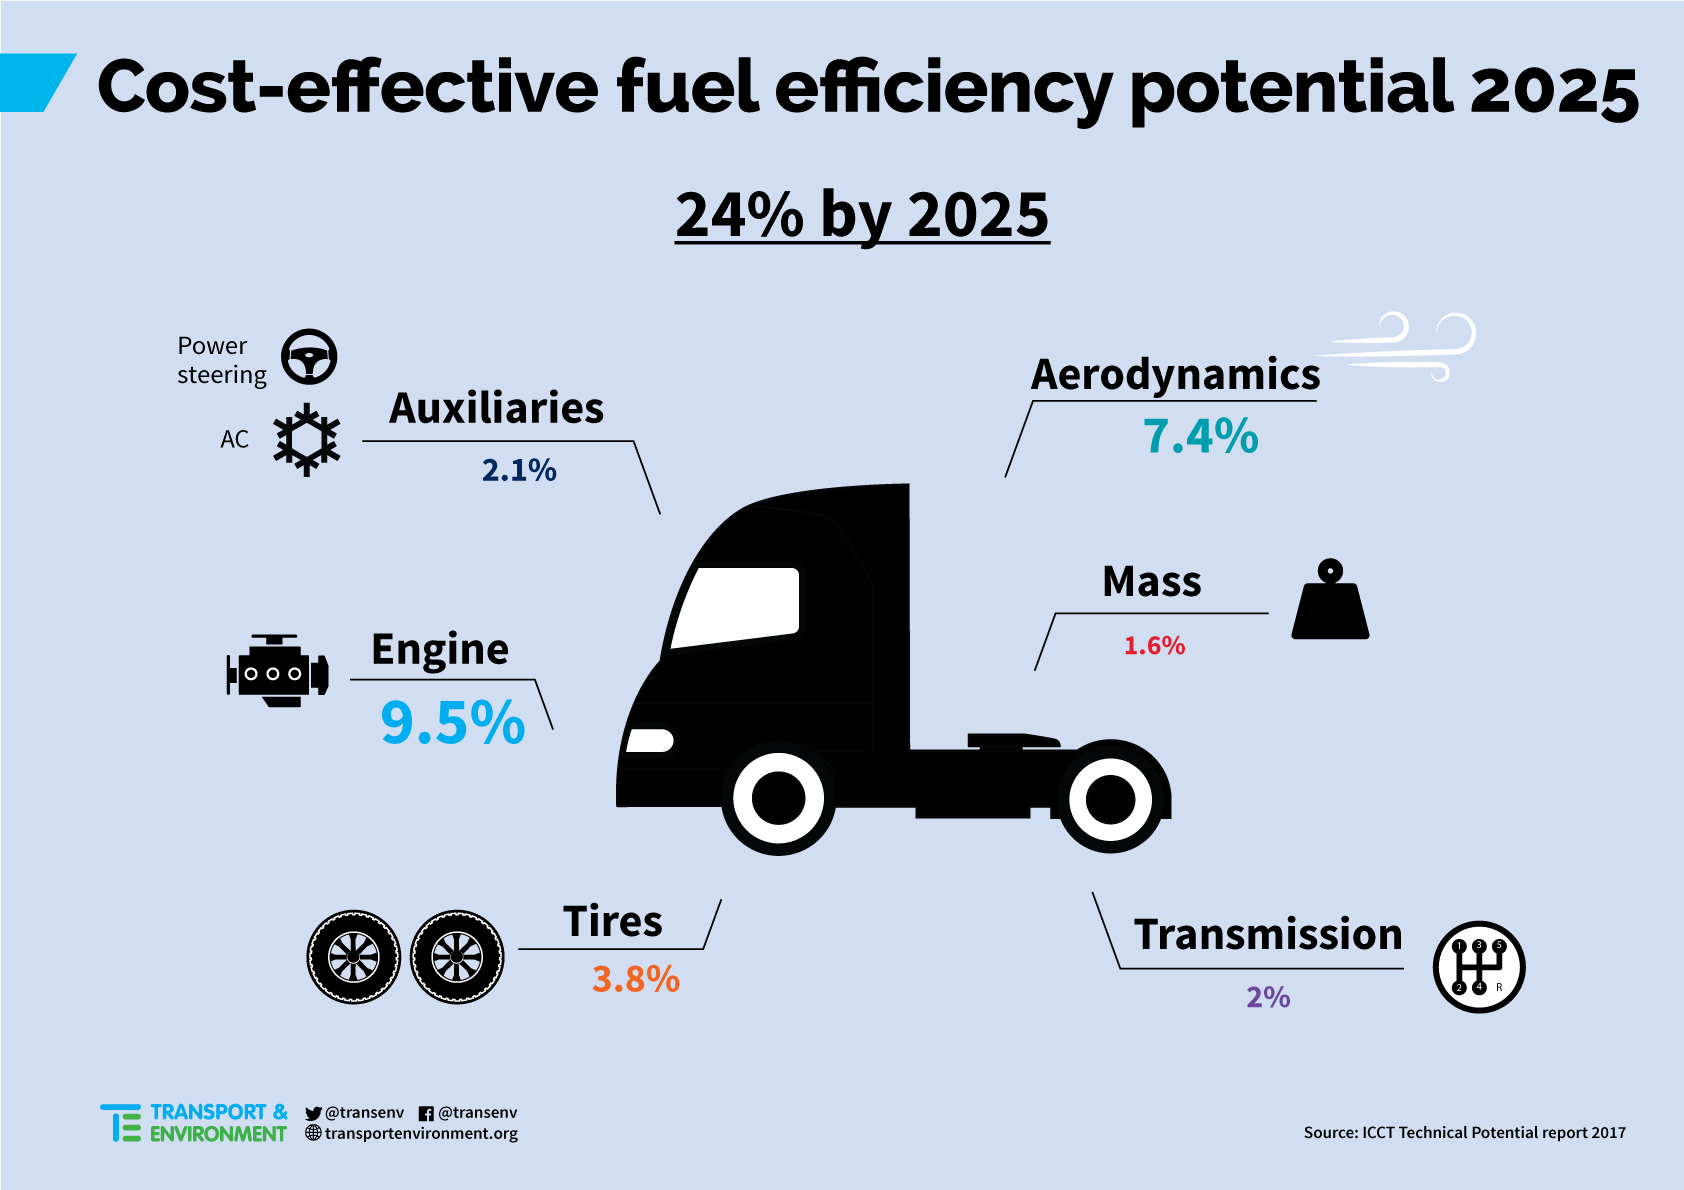 Cost-effective fuel efficiency potential 2025
24% by 2025
Power
steering
AC
Auxiliaries
2.1%
Aerodynamics
7.4%
Engine
9.5%
Mass
1.6%
Tires
3.8%
Transmission
2%
1 3 5
2 4 R
TRANSPORT &
ENVIRONMENT
@transenv @transenv
transportenvironment.org
Source: ICCT Technical Potential report 2017